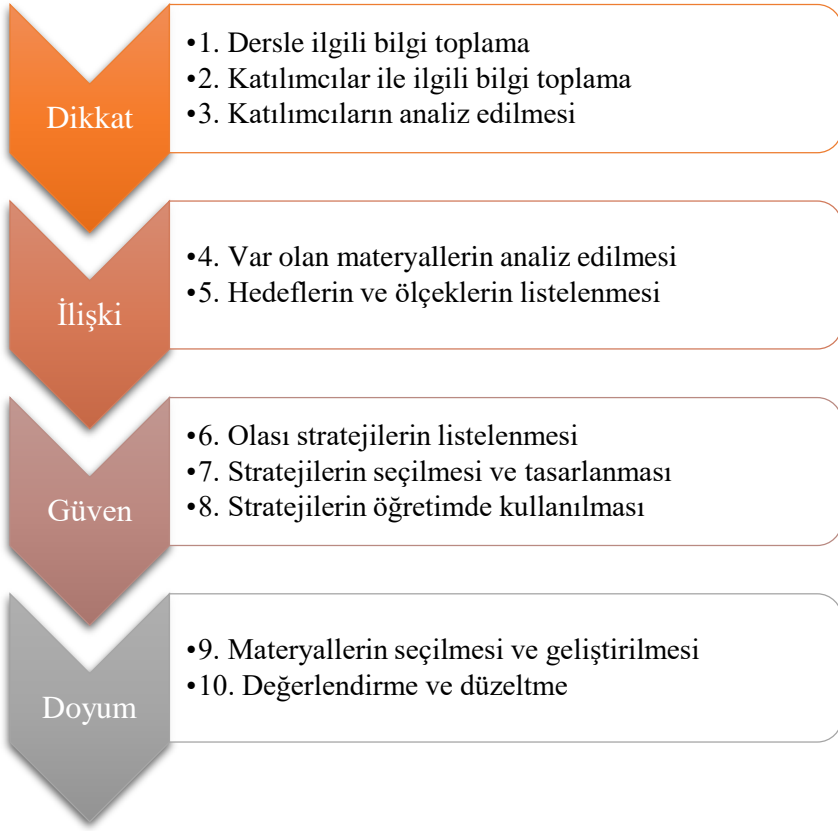 Dikkat
•1. Dersle ilgili bilgi toplama
•2. Katılımcılar ile ilgili bilgi toplama
•3. Katılımcıların analiz edilmesi
İlişki
•4. Var olan materyallerin analiz edilmesi
•5. Hedeflerin ve ölçeklerin listelenmesi
Güven
•6. Olası stratejilerin listelenmesi
•7. Stratejilerin seçilmesi ve tasarlanması
•8. Stratejilerin öğretimde kullanılması
Doyum
•9. Materyallerin seçilmesi ve geliştirilmesi
•10. Değerlendirme ve düzeltme